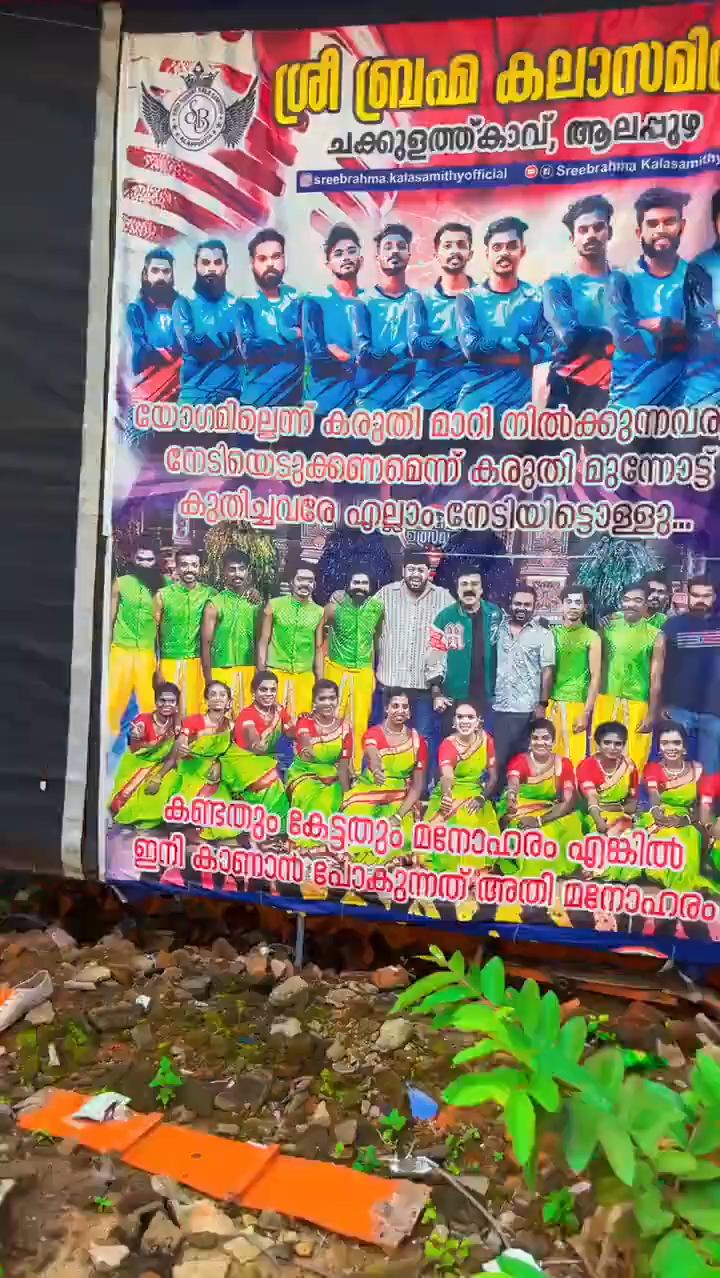 ശ്രീ ബ്രഹ്മ കലാസമിതി
ചക്കുളത്ത്കാവ്, ആലപ്പുഴ
sreebrahma.kalasamithyofficial Sreebrahma Kalasamithy
SB
യോഗമില്ലെന്ന് കരുതി മാറി നിൽക്കുന്നവര
നേടിയെടുക്കണമെന്ന് കരുതി മുന്നോട്ട്
കുതിച്ചവരേ എല്ലാം നേടിയിട്ടൊള്ളു...
കണ്ടതും കേട്ടതും മനോഹരം എങ്കിൽ
ഇനി കാണാൻ പോകുന്നത് അതി മനോഹരം